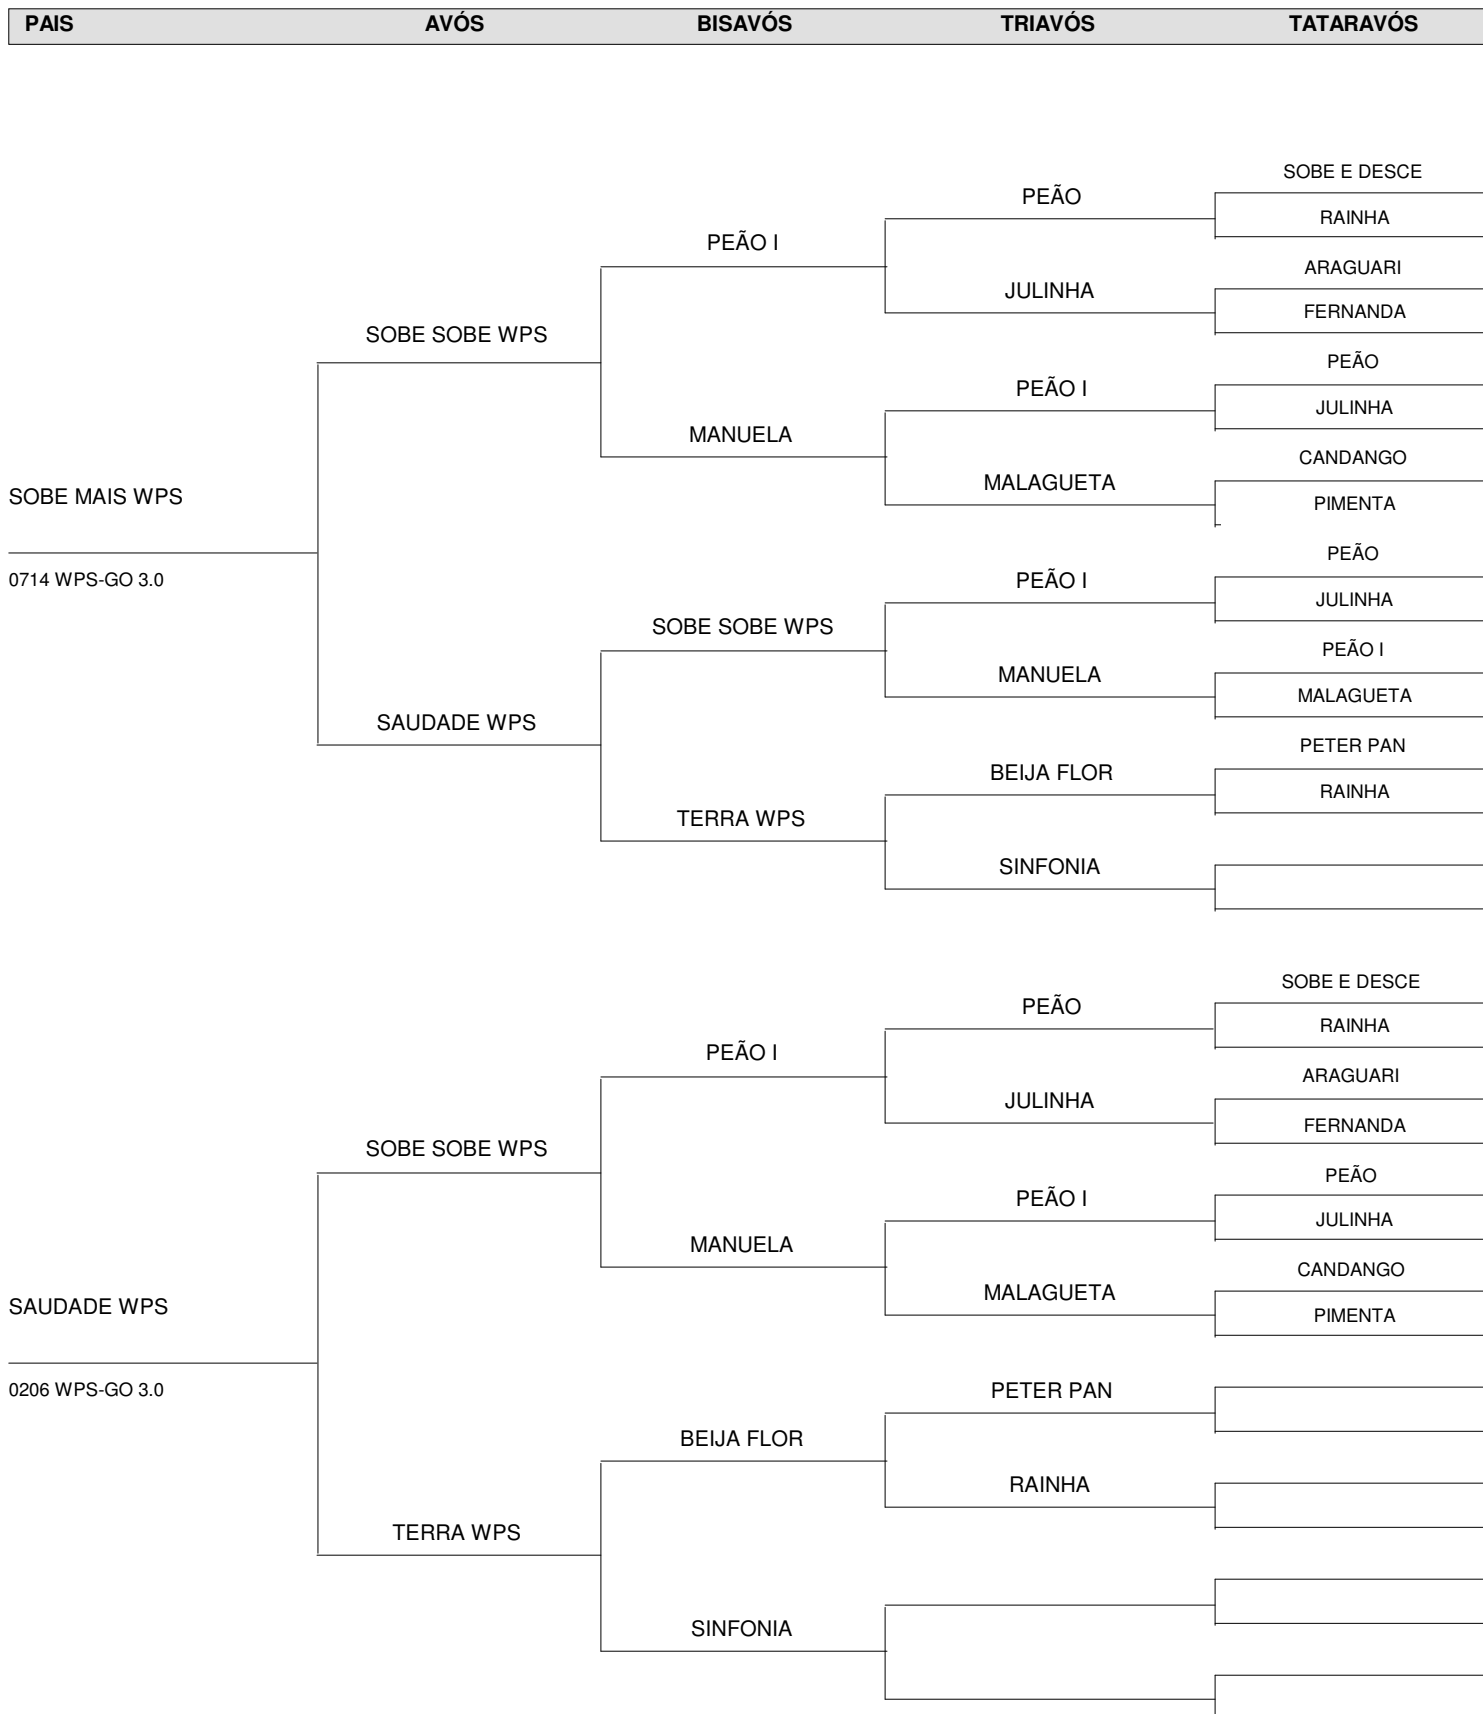 PAIS AVÓS BISAVÓS TRIAVÓS TATARAVÓS
SOBE E DESCE
PEÃO
RAINHA
PEÃO I
ARAGUARI
JULINHA
FERNANDA
SOBE SOBE WPS
PEÃO
PEÃO I
JULINHA
MANUELA
CANDANGO
MALAGUETA
SOBE MAIS WPS
PIMENTA
PEÃO
0714 WPS-GO 3.0
PEÃO I
JULINHA
SOBE SOBE WPS
PEÃO I
MANUELA
MALAGUETA
SAUDADE WPS
PETER PAN
BEIJA FLOR
RAINHA
TERRA WPS
SINFONIA
SOBE E DESCE
PEÃO
RAINHA
PEÃO I
ARAGUARI
JULINHA
FERNANDA
SOBE SOBE WPS
PEÃO
PEÃO I
JULINHA
MANUELA
CANDANGO
MALAGUETA
SAUDADE WPS
PIMENTA
0206 WPS-GO 3.0
PETER PAN
BEIJA FLOR
RAINHA
TERRA WPS
SINFONIA